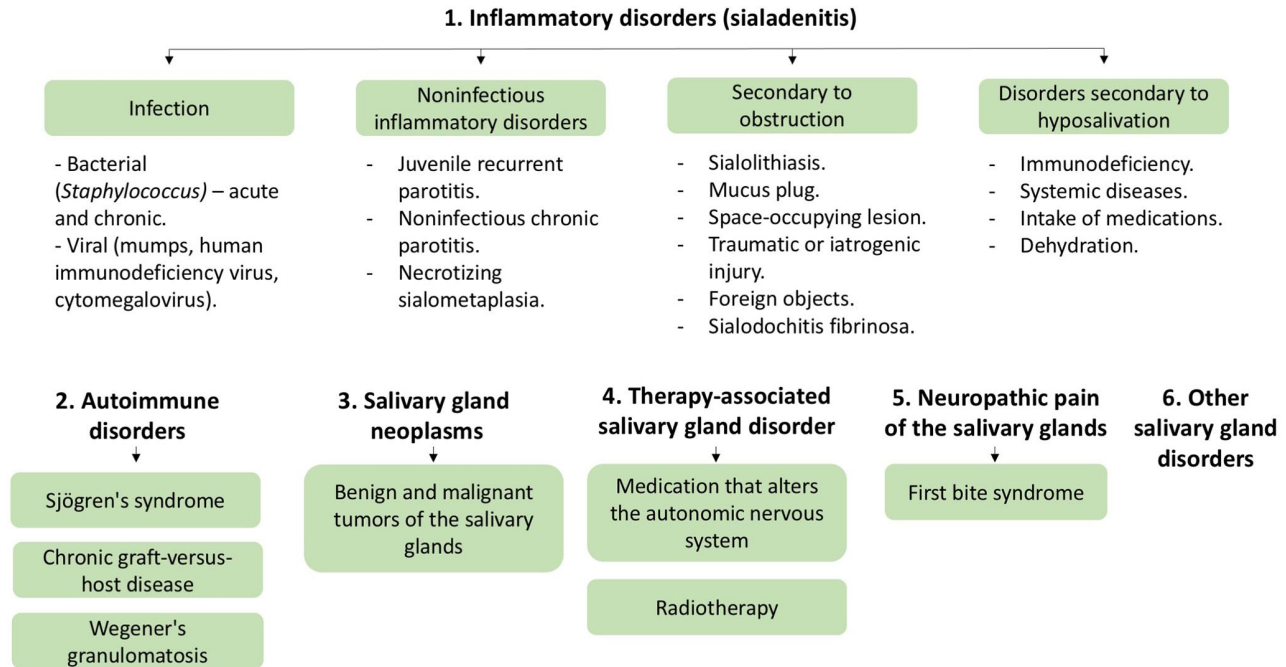 1. Inflammatory disorders (sialadenitis)
Infection
- Bacterial
(Staphylococcus) – acute
and chronic.
- Viral (mumps, human
immunodeficiency virus,
cytomegalovirus).
Noninfectious
inflammatory disorders
- Juvenile recurrent
parotitis.
- Noninfectious chronic
parotitis.
- Necrotizing
sialometaplasia.
Secondary to
obstruction
- Sialolithiasis.
- Mucus plug.
- Space-occupying lesion.
- Traumatic or iatrogenic
injury.
- Foreign objects.
- Sialodochitis fibrinosa.
Disorders secondary to
hyposalivation
- Immunodeficiency.
- Systemic diseases.
- Intake of medications.
- Dehydration.
2. Autoimmune
disorders
Sjögren's syndrome
Chronic graft-versus-
host disease
Wegener's
granulomatosis
3. Salivary gland
neoplasms
Benign and malignant
tumors of the salivary
glands
4. Therapy-associated
salivary gland disorder
Medication that alters
the autonomic nervous
system
Radiotherapy
5. Neuropathic pain
of the salivary glands
First bite syndrome
6. Other
salivary gland
disorders